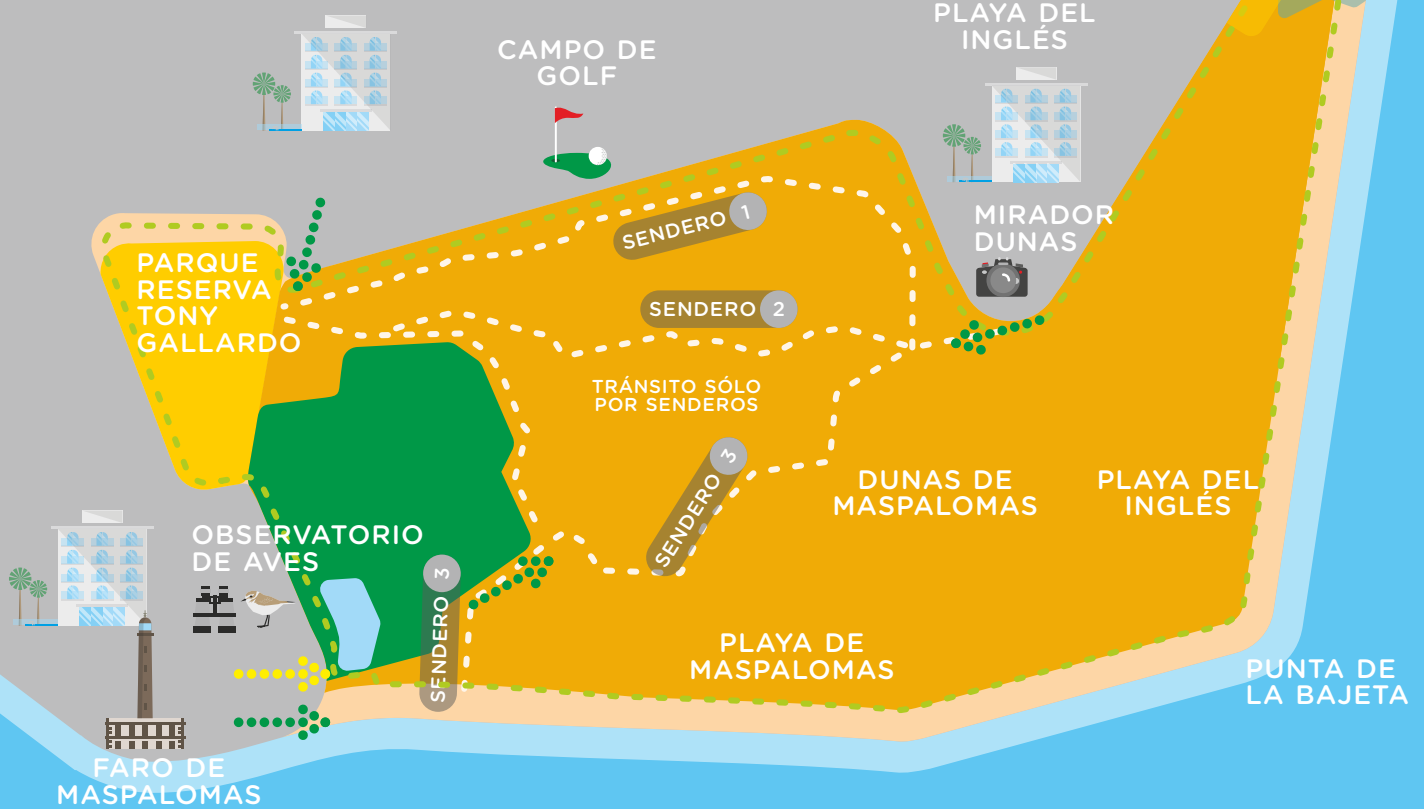 PLAYA DEL
INGLÉS
CAMPO DE
GOLF
SENDERO 1
MIRADOR
DUNAS
PARQUE
RESERVA
TONY
GALLARDO
SENDERO 2
TRÁNSITO SÓLO
POR SENDEROS
SENDERO 3
DUNAS DE
MASPALOMAS
PLAYA DEL
INGLÉS
OBSERVATORIO
DE AVES
SENDERO 3
PLAYA DE
MASPALOMAS
PUNTA DE
LA BAJETA
FARO DE
MASPALOMAS